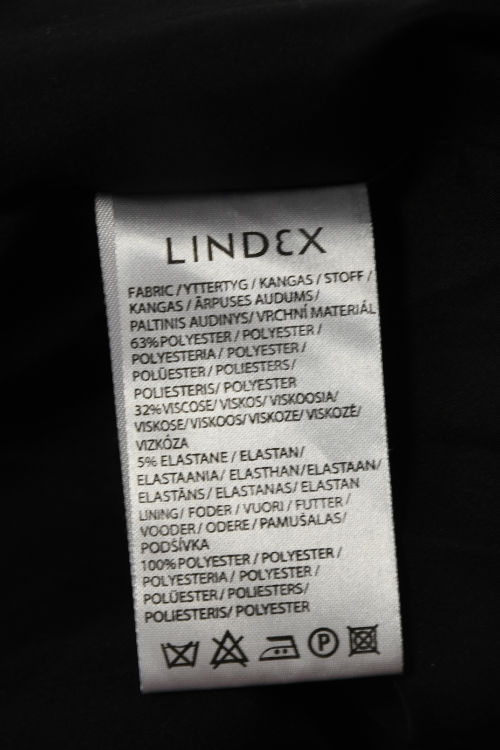 LINDEX
FABRIC / YTTERTYG / KANGAS / STOFF /
KANGAS / ĀRPUSES AUDUMS /
PALTINIS AUDINYS/ VRCHNÍ MATERIÁL
63% POLYESTER / POLYESTER /
POLYESTERIA / POLYESTER /
POLÜESTER / POLIESTERS/
POLIESTERIS/ POLYESTER
32% VISCOSE/ VISKOS/ VISKOOSIA/
VISKOSE/ VISKOOS/ VISKOZE/ VISKOZĖ/
VIZKÓZA
5% ELASTANE / ELASTAN/
ELASTAANIA/ ELASTHAN/ELASTAAN/
ELASTĀNS/ ELASTANAS/ ELASTAN
LINING/ FODER / VUORI / FUTTER /
VOODER/ ODERE / PAMUŠALAS/
PODŠÍVKA
100% POLYESTER / POLYESTER /
POLYESTERIA / POLYESTER /
POLÜESTER / POLIESTERS/
POLIESTERIS/ POLYESTER
P